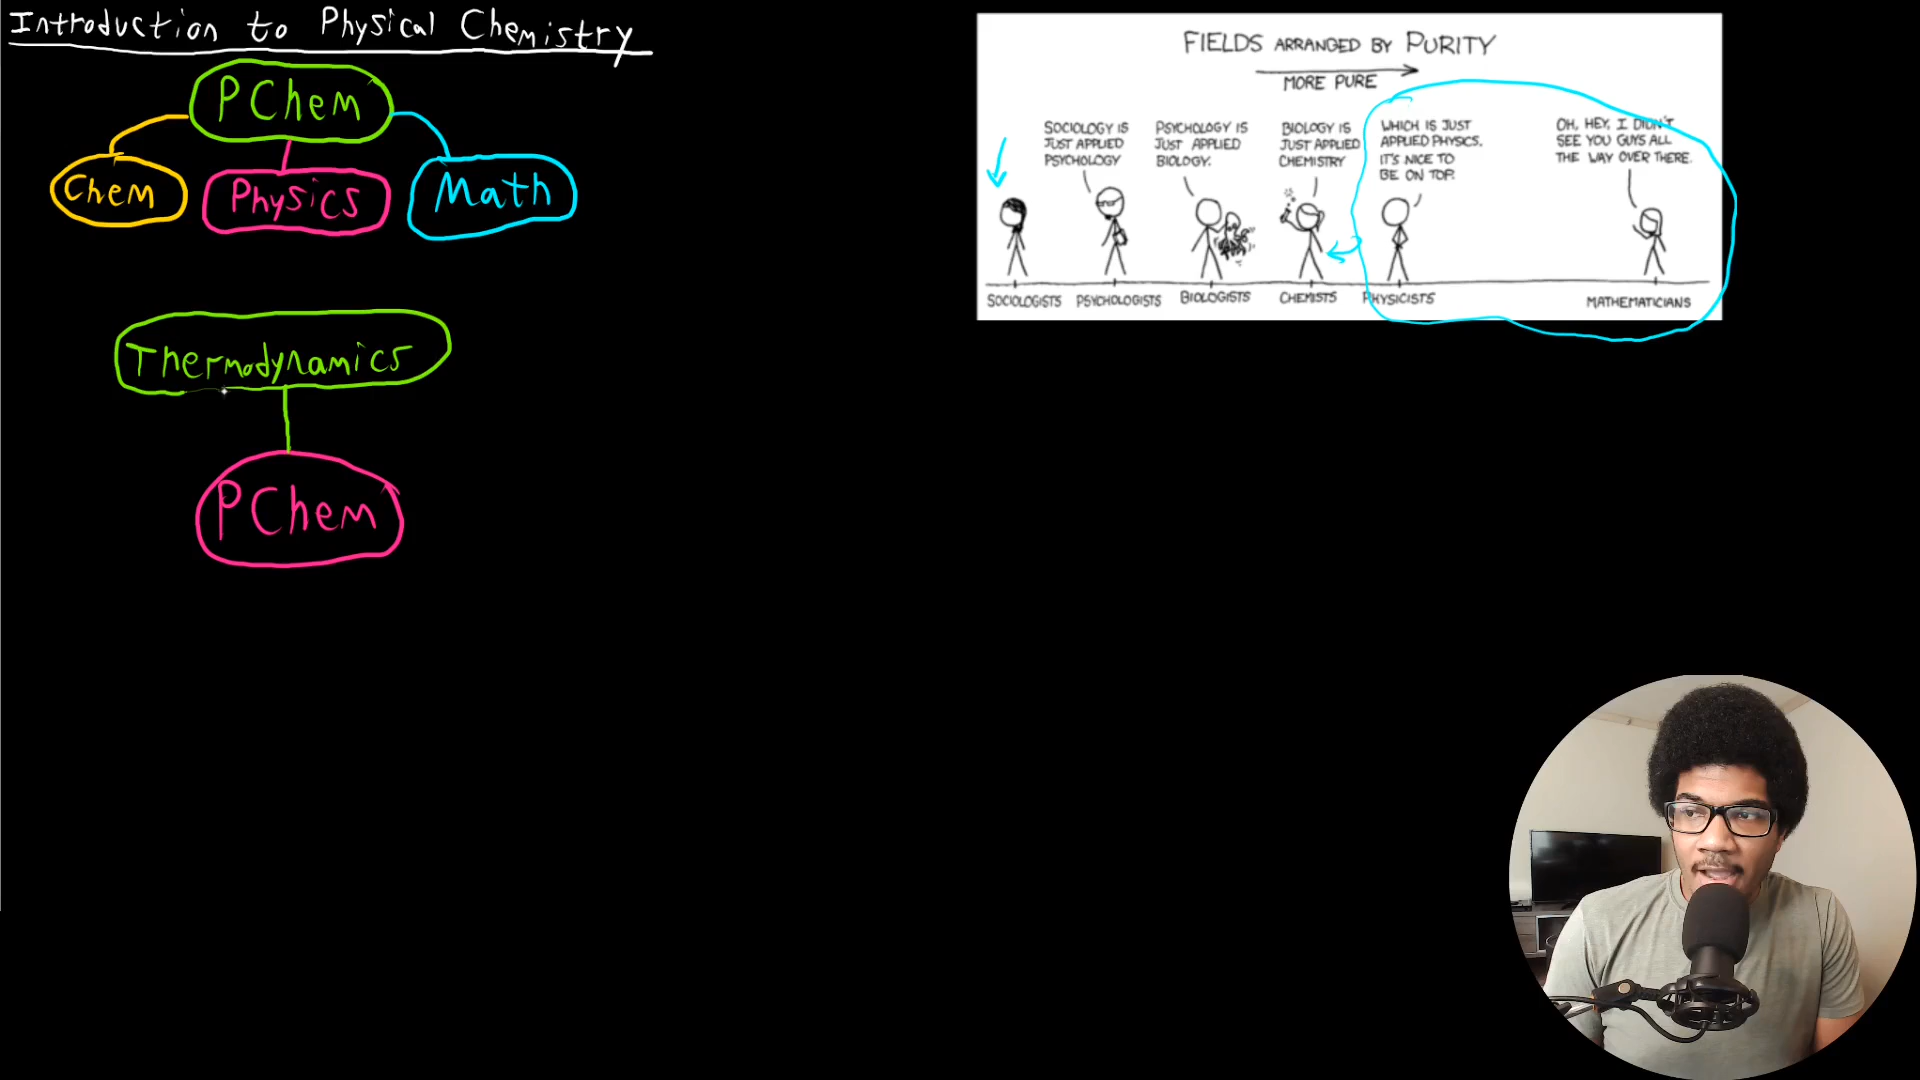 Introduction to Physical Chemistry
PChem
Chem
Physics
Math
Thermodynamics
PChem
FIELDS ARRANGED BY PURITY
MORE PURE
SOCIOLOGY IS
JUST APPLIED
PSYCHOLOGY
PSYCHOLOGY IS
JUST APPLIED
BIOLOGY.
BIOLOGY IS
JUST APPLIED
CHEMISTRY
WHICH IS JUST
APPLIED PHYSICS.
IT'S NICE TO
BE ON TOP.
OH, HEY, I DIDN'T
SEE YOU GUYS ALL
THE WAY OVER THERE.
SOCIOLOGISTS
PSYCHOLOGISTS
BIOLOGISTS
CHEMISTS
PHYSICISTS
MATHEMATICIANS